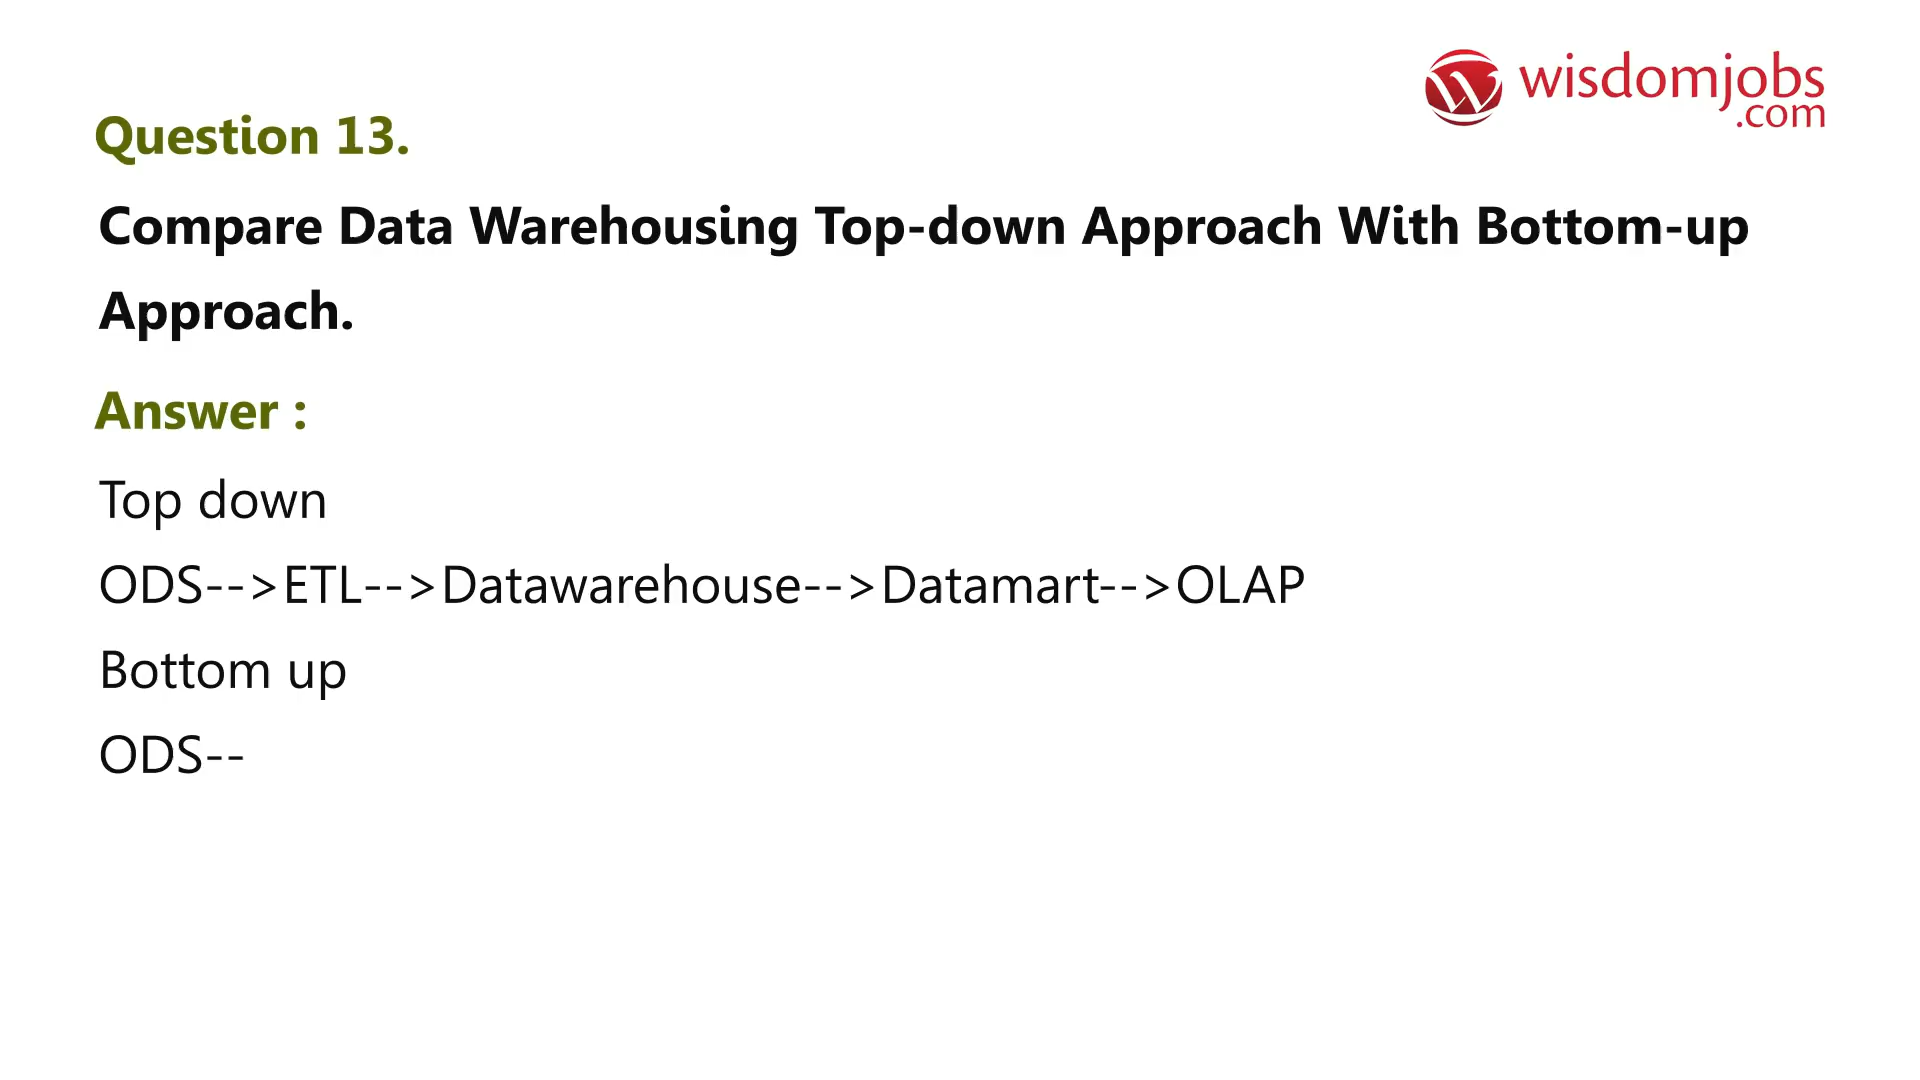 wisdomjobs
.com
Question 13.
Compare Data Warehousing Top-down Approach With Bottom-up
Approach.
Answer :
Top down
ODS-->ETL-->Datawarehouse-->Datamart-->OLAP
Bottom up
ODS--